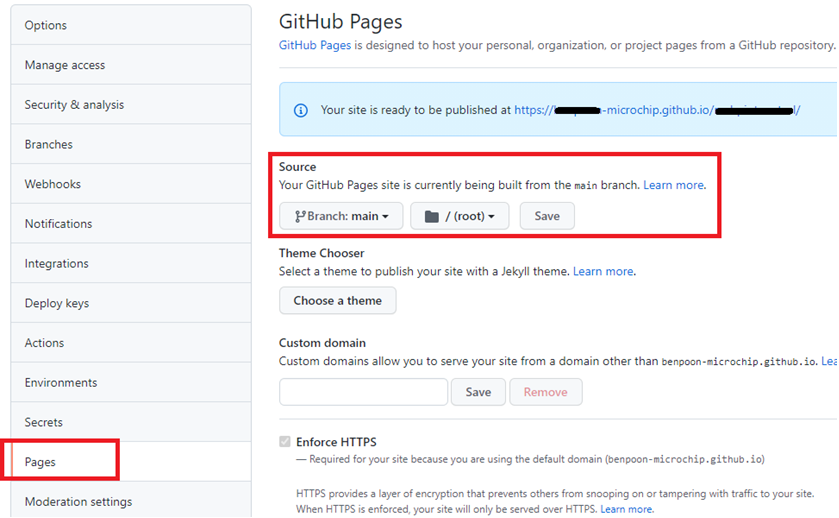 Options
Manage access
Security & analysis
Branches
Webhooks
Notifications
Integrations
Deploy keys
Actions
Environments
Secrets
Pages
Moderation settings
GitHub Pages
GitHub Pages is designed to host your personal, organization, or project pages from a GitHub repository.
Your site is ready to be published at https:// -microchip.github.io/ /
Source
Your GitHub Pages site is currently being built from the main branch. Learn more.
Branch: main / (root) Save
Theme Chooser
Select a theme to publish your site with a Jekyll theme. Learn more.
Choose a theme
Custom domain
Custom domains allow you to serve your site from a domain other than benpoon-microchip.github.io. Lea
Save Remove
Enforce HTTPS
— Required for your site because you are using the default domain (benpoon-microchip.github.io)
HTTPS provides a layer of encryption that prevents others from snooping on or tampering with traffic to your site.
When HTTPS is enforced, your site will only be served over HTTPS. Learn more.